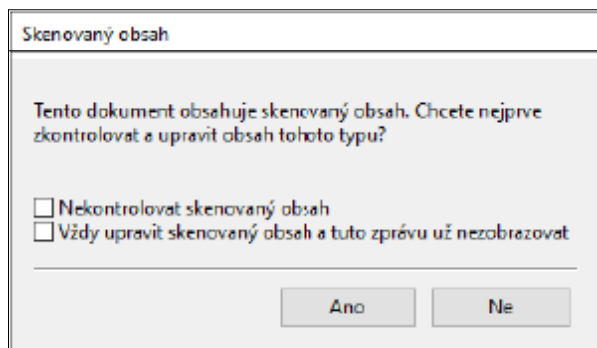 Skenovaný obsah
Tento dokument obsahuje skenovaný obsah. Chcete nejprve
zkontrolovat a upravit obsah tohoto typu?
Nekontrolovat skenovaný obsah
Vždy upravit skenovaný obsah a tuto zprávu už nezobrazovat
Ano
Ne